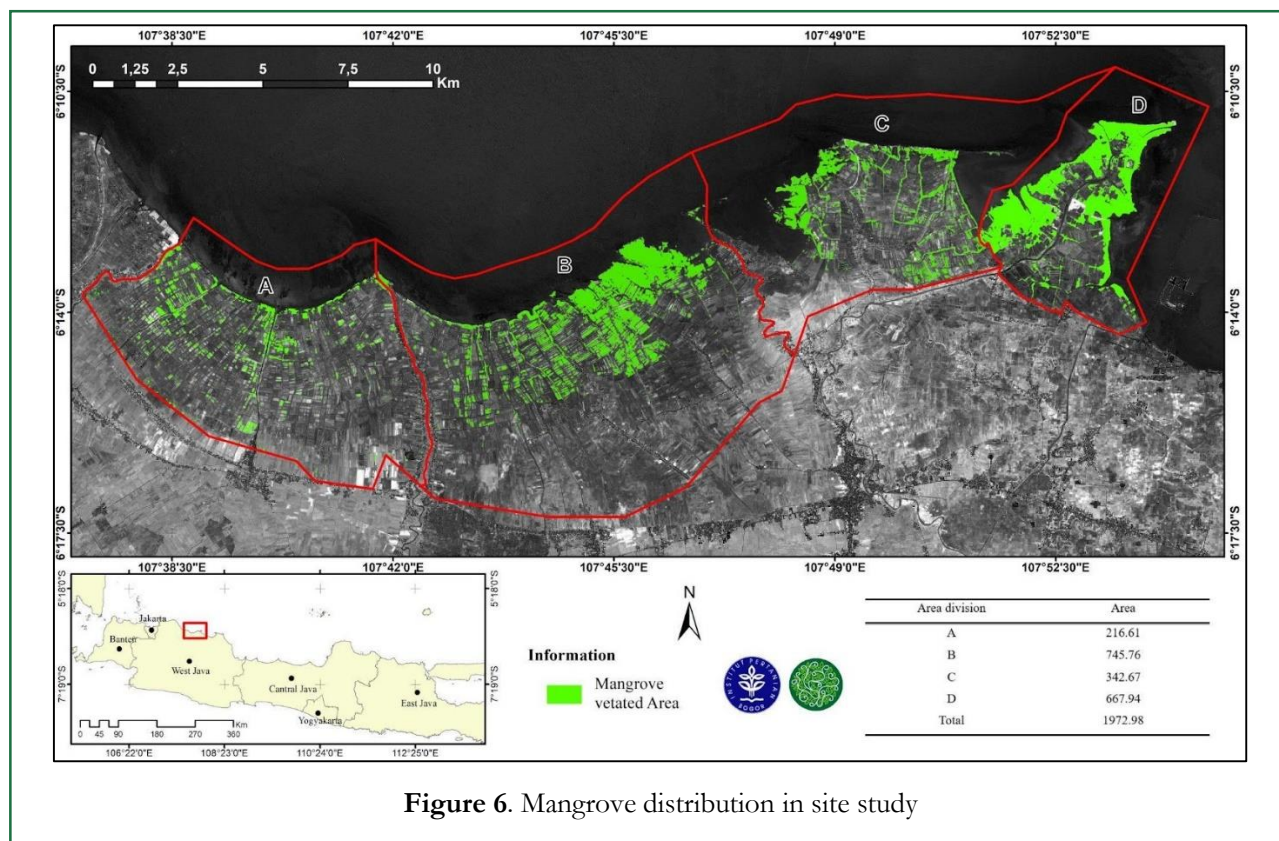 107°38'30"E 107°42'0"E 107°45'30"E 107°49'0"E 107°52'30"E
0 1,25 2,5 5 7,5 10
Km
6°10'30"S 6°10'30"S
D
C
B
A
6°14'0"S 6°14'0"S
6°17'30"S 6°17'30"S
107°38'30"E 107°42'0"E 107°45'30"E 107°49'0"E 107°52'30"E
5°18'0"S
Jakarta
Banten
West Java
Cantral Java
Yogyakarta
East Java
7°19'0"S
0 45 90 180 270 360
Km
106°22'0"E 108°23'0"E 110°24'0"E 112°25'0"E
N
Information
Mangrove
vetated Area
INSTITUT PERTANIAN
BOGOR
Area division Area
A 216.61
B 745.76
C 342.67
D 667.94
Total 1972.98
Figure 6. Mangrove distribution in site study